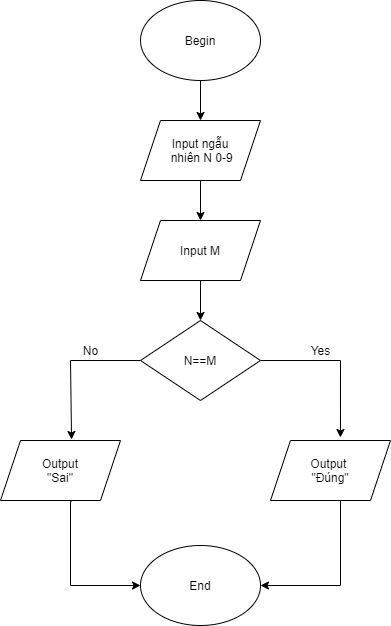 Begin
Input ngẫu
nhiên N 0-9
Input M
N==M
No
Yes
Output
"Sai"
Output
"Đúng"
End